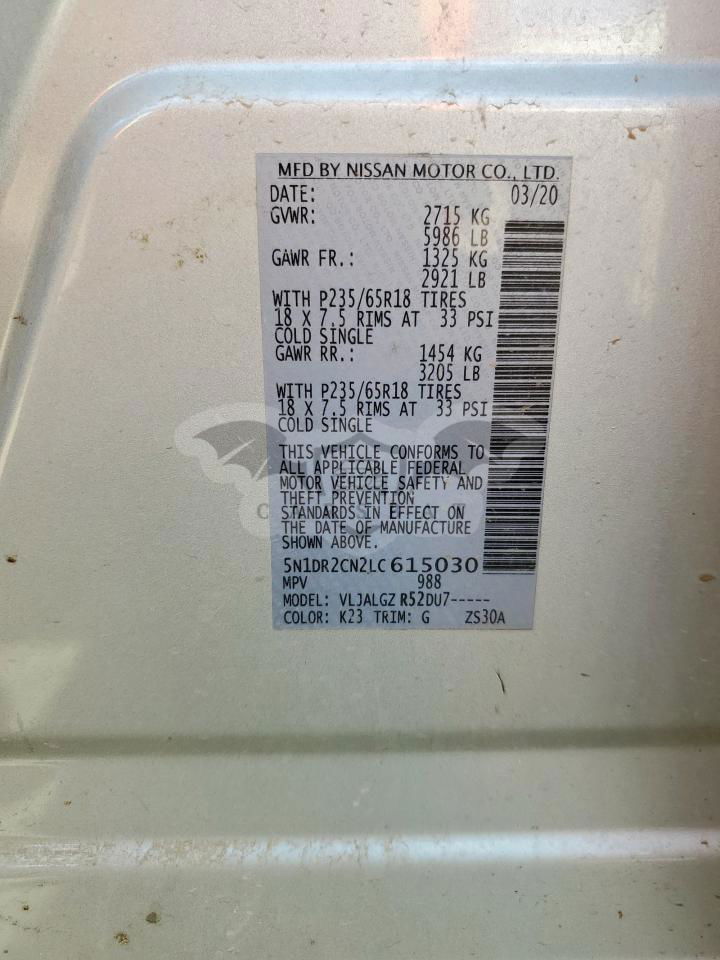 MFD BY NISSAN MOTOR CO., LTD.
DATE: 03/20
GVWR: 2715 KG
5986 LB
GAWR FR.: 1325 KG
2921 LB
WITH P235/65R18 TIRES
18 X 7.5 RIMS AT 33 PSI
COLD SINGLE
GAWR RR.: 1454 KG
3205 LB
WITH P235/65R18 TIRES
18 X 7.5 RIMS AT 33 PSI
COLD SINGLE
THIS VEHICLE CONFORMS TO
ALL APPLICABLE FEDERAL
MOTOR VEHICLE SAFETY AND
THEFT PREVENTION
STANDARDS IN EFFECT ON
THE DATE OF MANUFACTURE
SHOWN ABOVE.
5N1DR2CN2LC615030
MPV 988
MODEL: VLJALGZ R52DU7-----
COLOR: K23 TRIM: G ZS30A